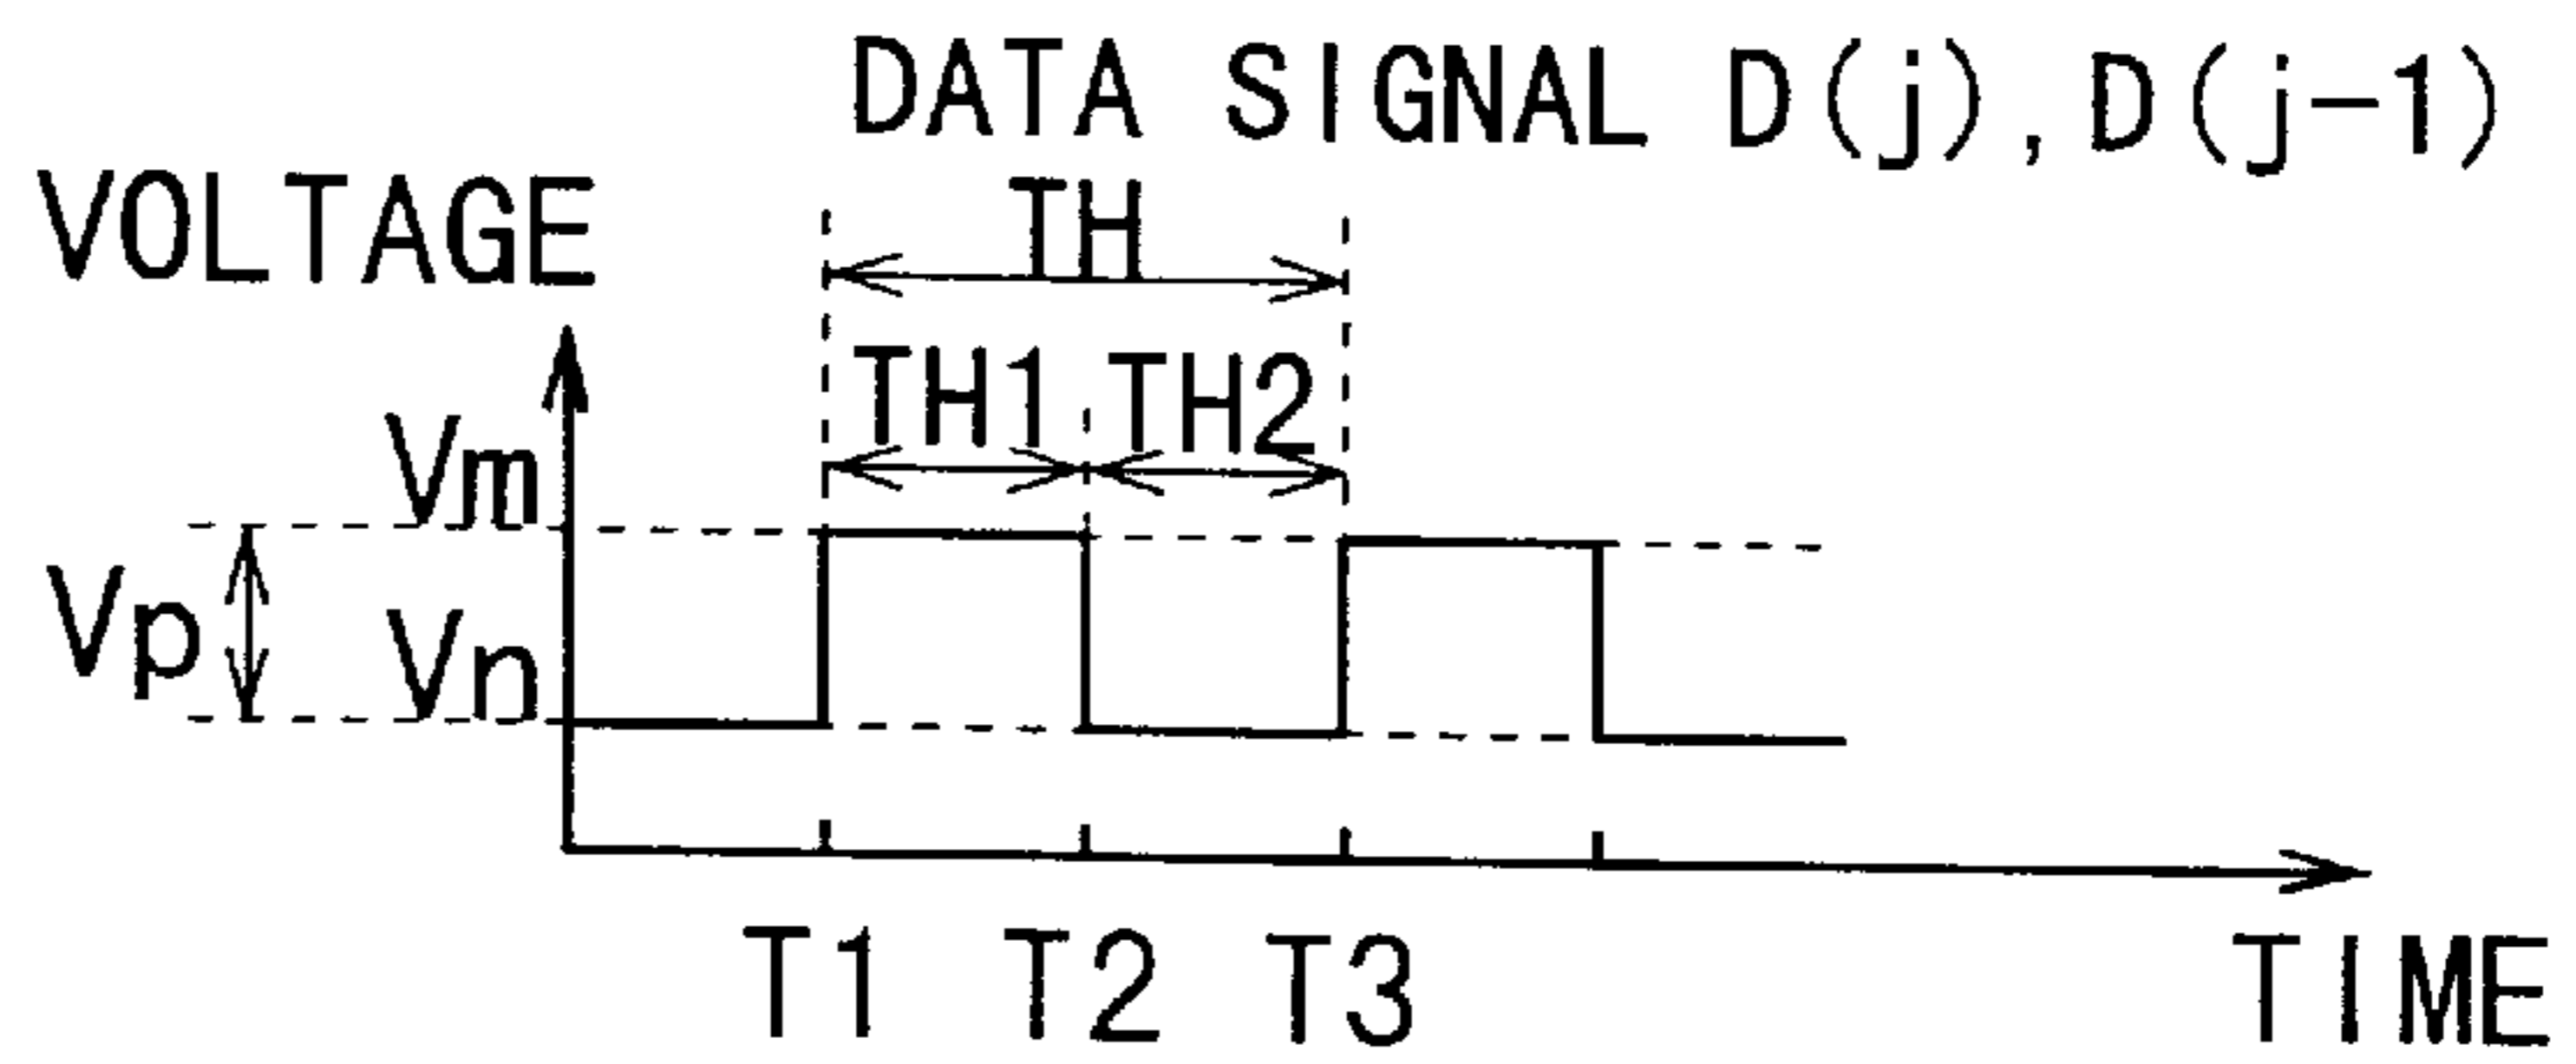 DATA SIGNAL D(j),D(j-1)
VOLTAGE
TH
TH1 TH2
Vm
Vp
Vn
T1 T2 T3
TIME